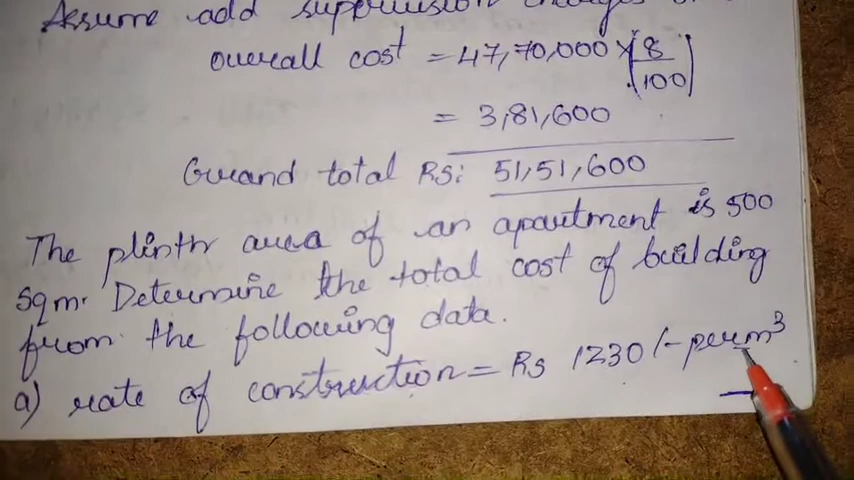 Assume add supervision charges
overall cost = 47,70,000 × (8/100)
= 3,81,600
Grand total Rs: 51,51,600
The plinth area of an apartment is 500
sqm. Determine the total cost of building
from the following data.
a) rate of construction = Rs 1230/- per m³